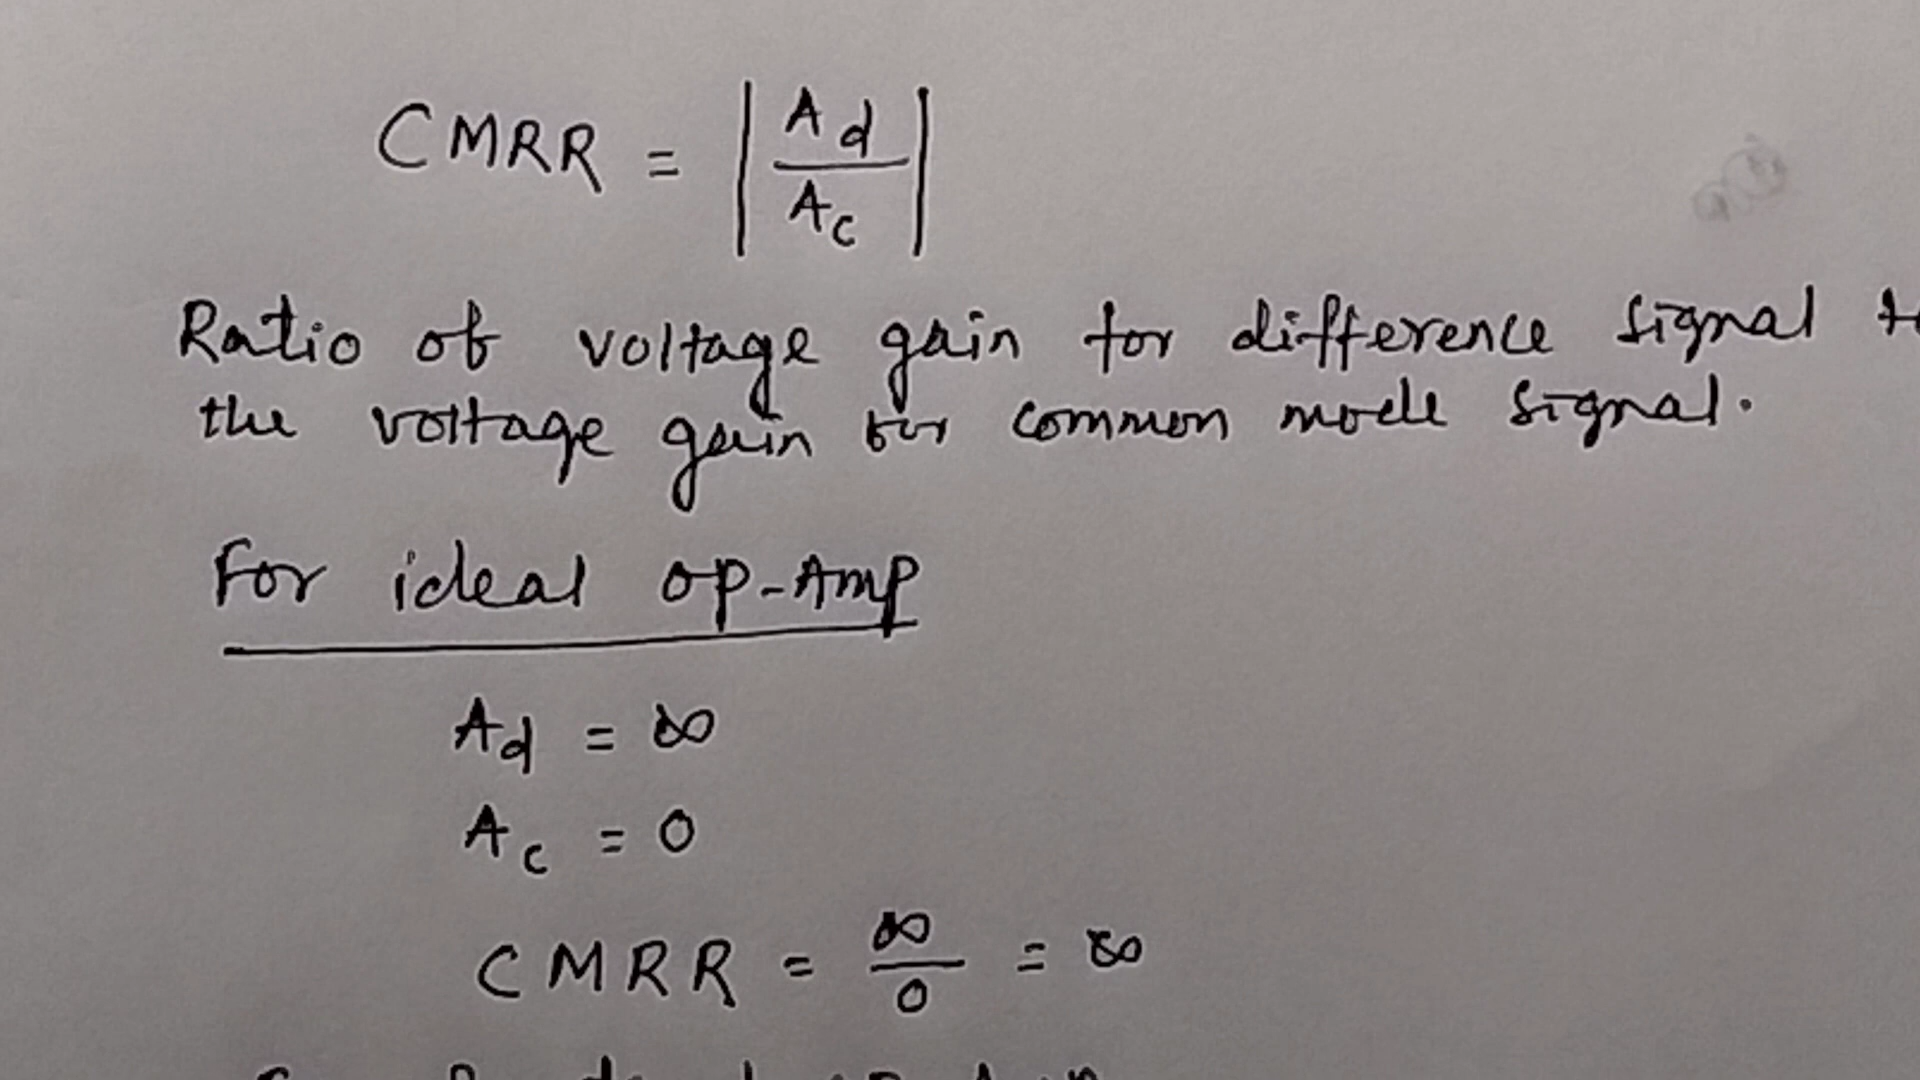 CMRR = |Ad/Ac|
Ratio of voltage gain for difference signal to
the voltage gain for common mode signal.
For ideal op-Amp
Ad = ∞
Ac = 0
CMRR = ∞/0 = ∞